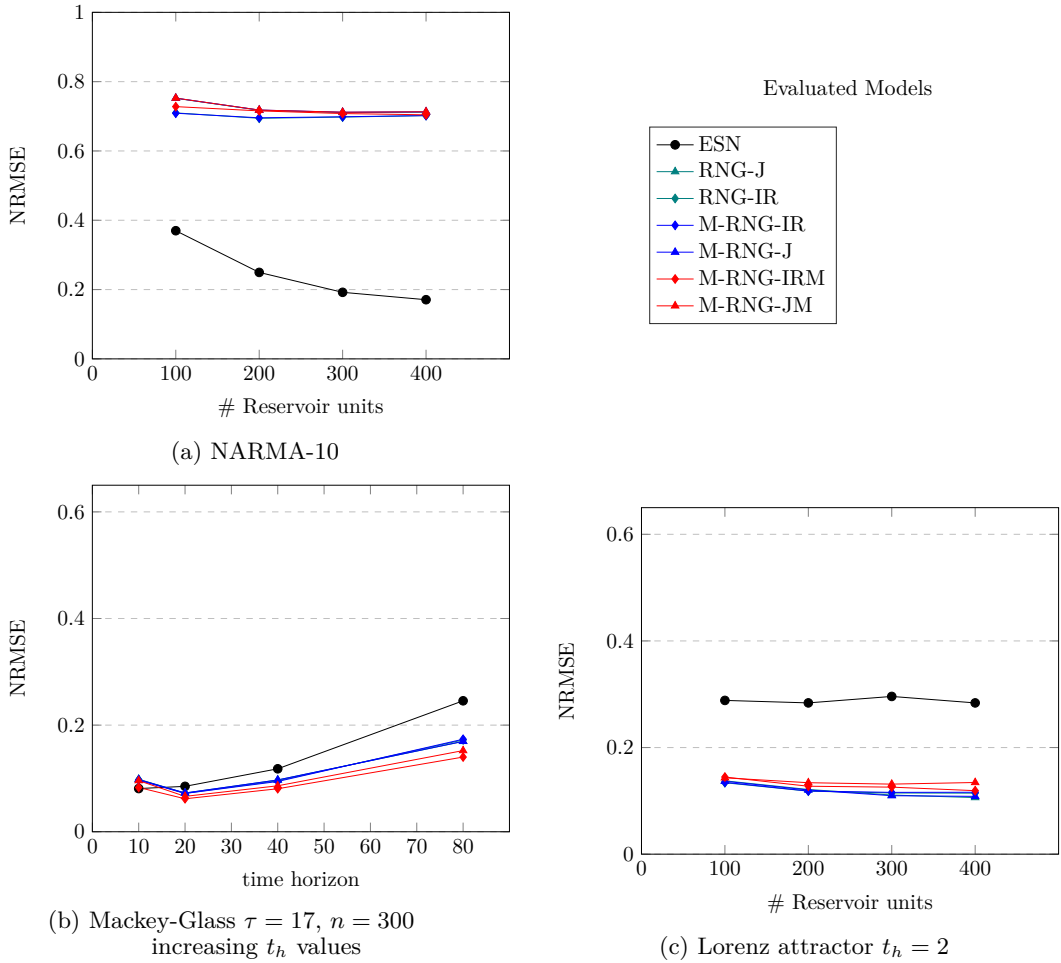 1
0.8
0.6
0.4
0.2
0
NRMSE
0
100
200
300
400
# Reservoir units
(a) NARMA-10
Evaluated Models
ESN
RNG-J
RNG-IR
M-RNG-IR
M-RNG-J
M-RNG-IRM
M-RNG-JM
0.6
0.4
0.2
0
NRMSE
0
10
20
30
40
50
60
70
80
time horizon
(b) Mackey-Glass τ = 17, n = 300
increasing t_h values
0.6
0.4
0.2
0
NRMSE
0
100
200
300
400
# Reservoir units
(c) Lorenz attractor t_h = 2